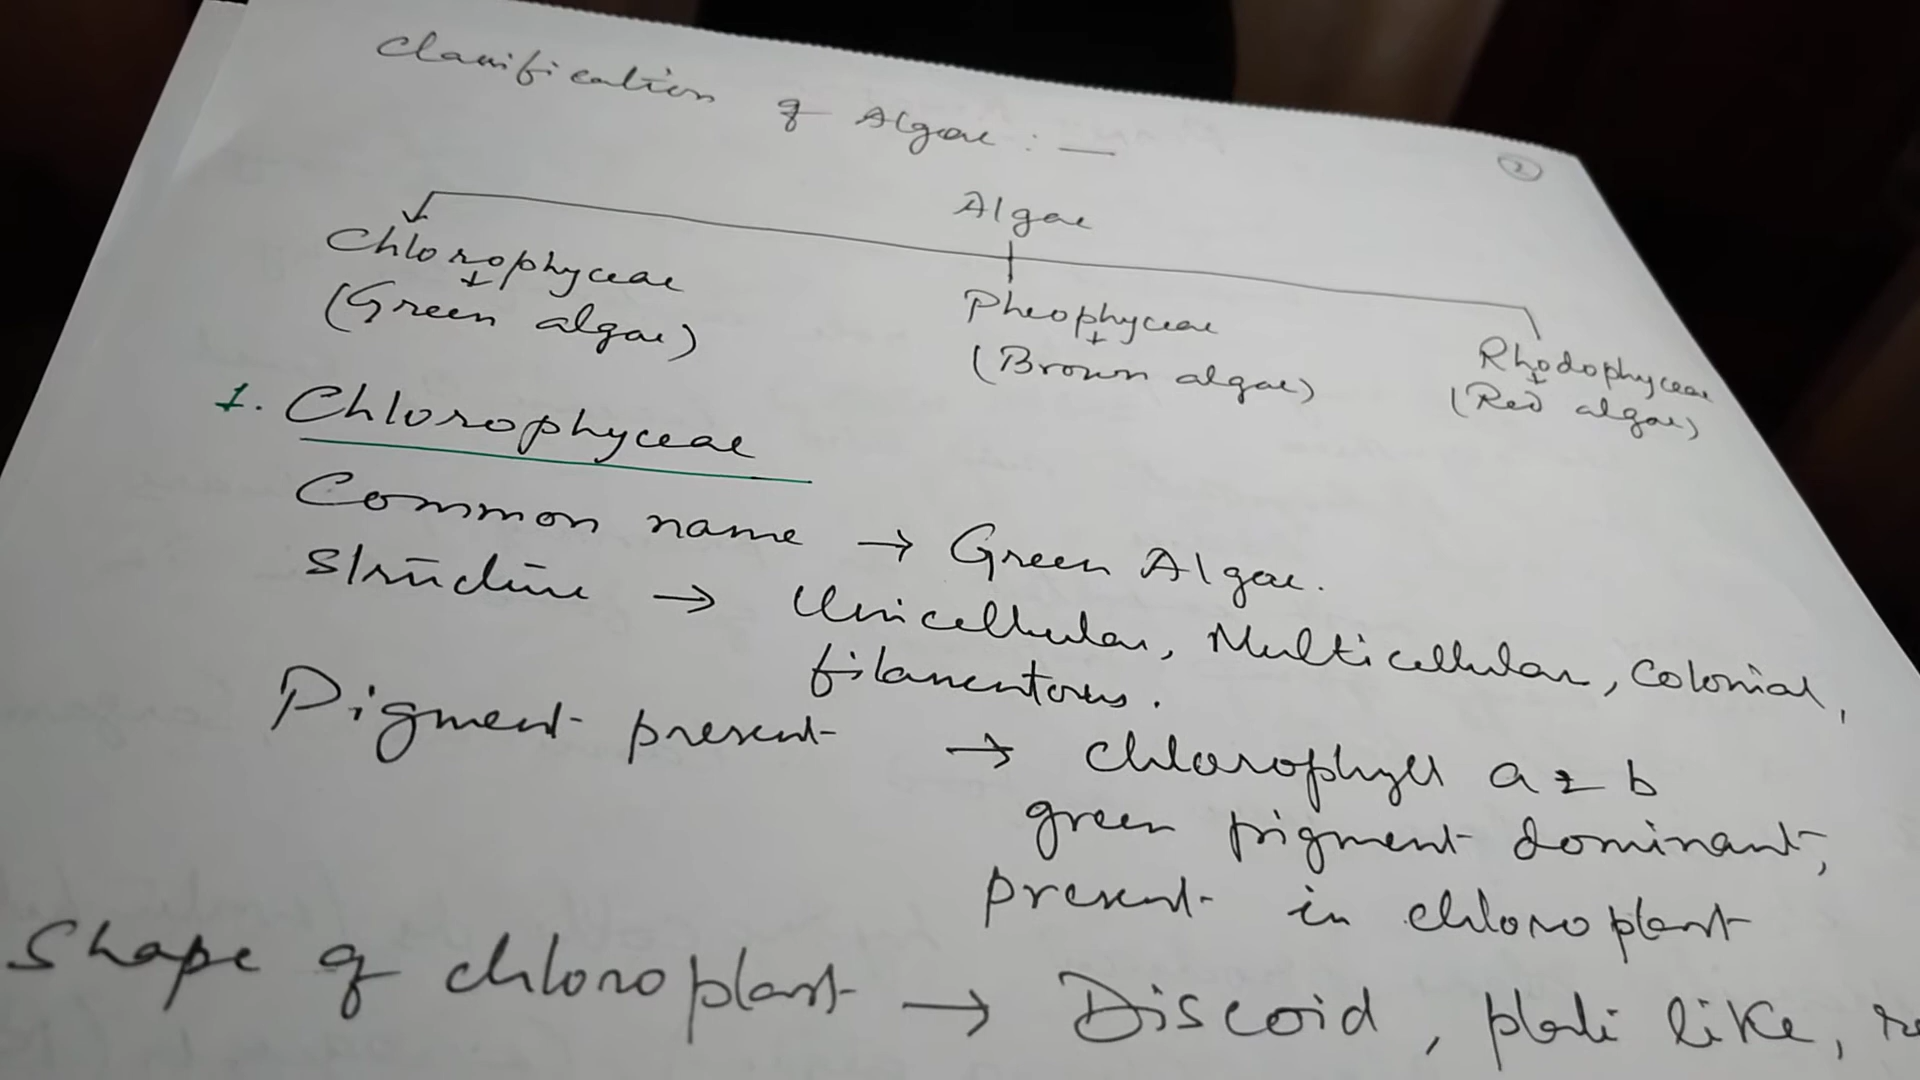 Classification of Algae : —
2
Algae
Chlorophyceae
(Green algae)
Pheophyceae
(Brown algae)
Rhodophyceae
(Red algae)
1. Chlorophyceae
Common name → Green Algae.
Structure → Unicellular, Multicellular, Colonial,
filamentous.
Pigment present → chlorophyll a & b
green pigment dominant,
present in chloroplast
Shape of chloroplast → Discoid, plate like,